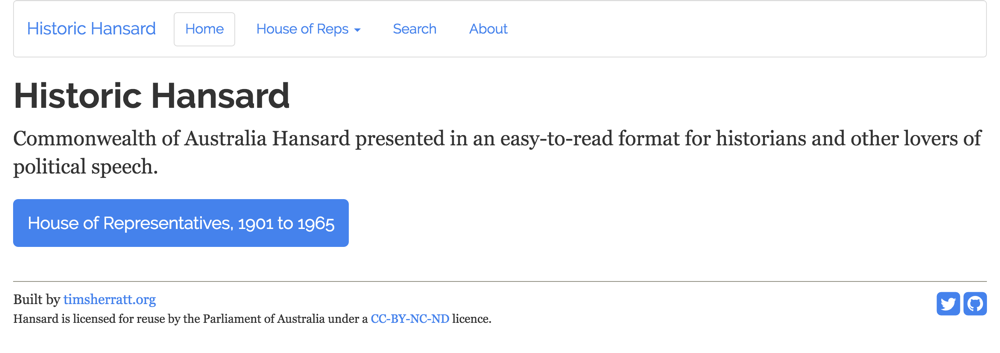 Historic Hansard Home House of Reps Search About
Historic Hansard
Commonwealth of Australia Hansard presented in an easy-to-read format for historians and other lovers of
political speech.
House of Representatives, 1901 to 1965
Built by timsherratt.org
Hansard is licensed for reuse by the Parliament of Australia under a CC-BY-NC-ND licence.